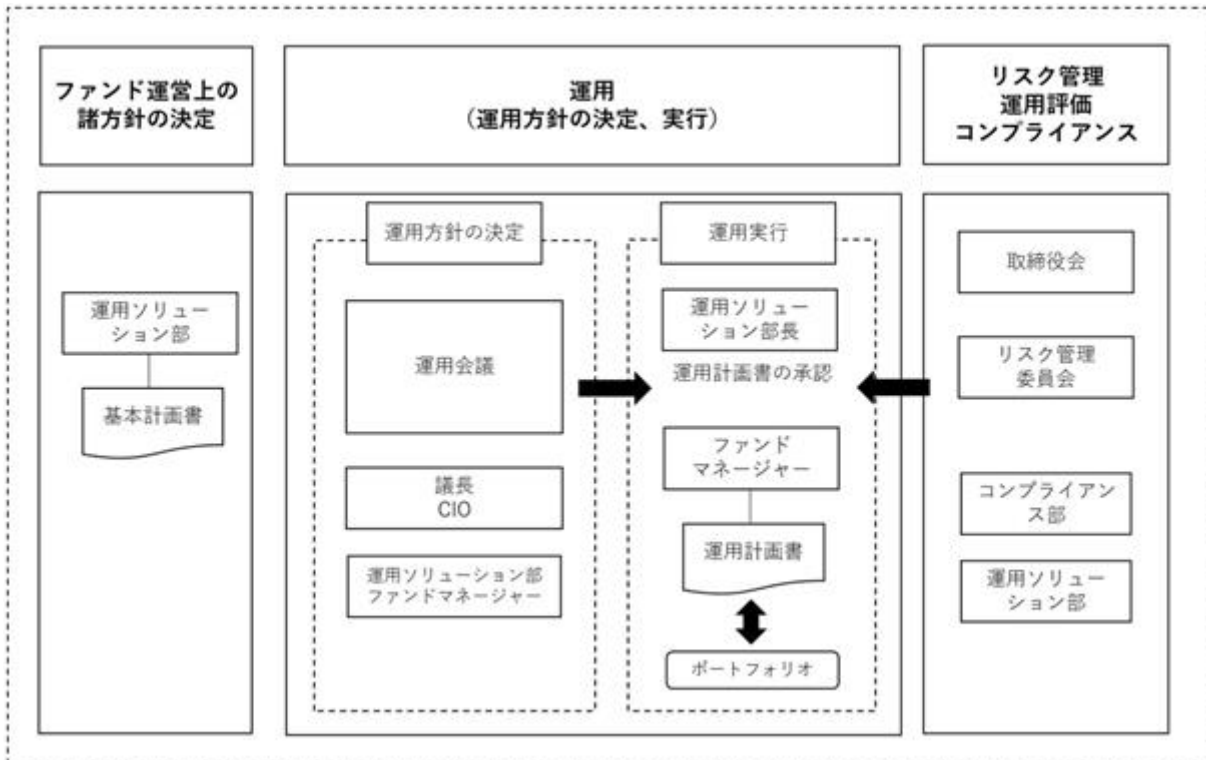 ファンド運営上の
諸方針の決定
運用
（運用方針の決定、実行）
リスク管理
運用評価
コンプライアンス
運用ソリュー
ション部
基本計画書
運用方針の決定
運用会議
議長
CIO
運用ソリューション部
ファンドマネージャー
運用実行
運用ソリュー
ション部長
運用計画書の承認
ファンド
マネージャー
運用計画書
ポートフォリオ
取締役会
リスク管理
委員会
コンプライアン
ス部
運用ソリュー
ション部